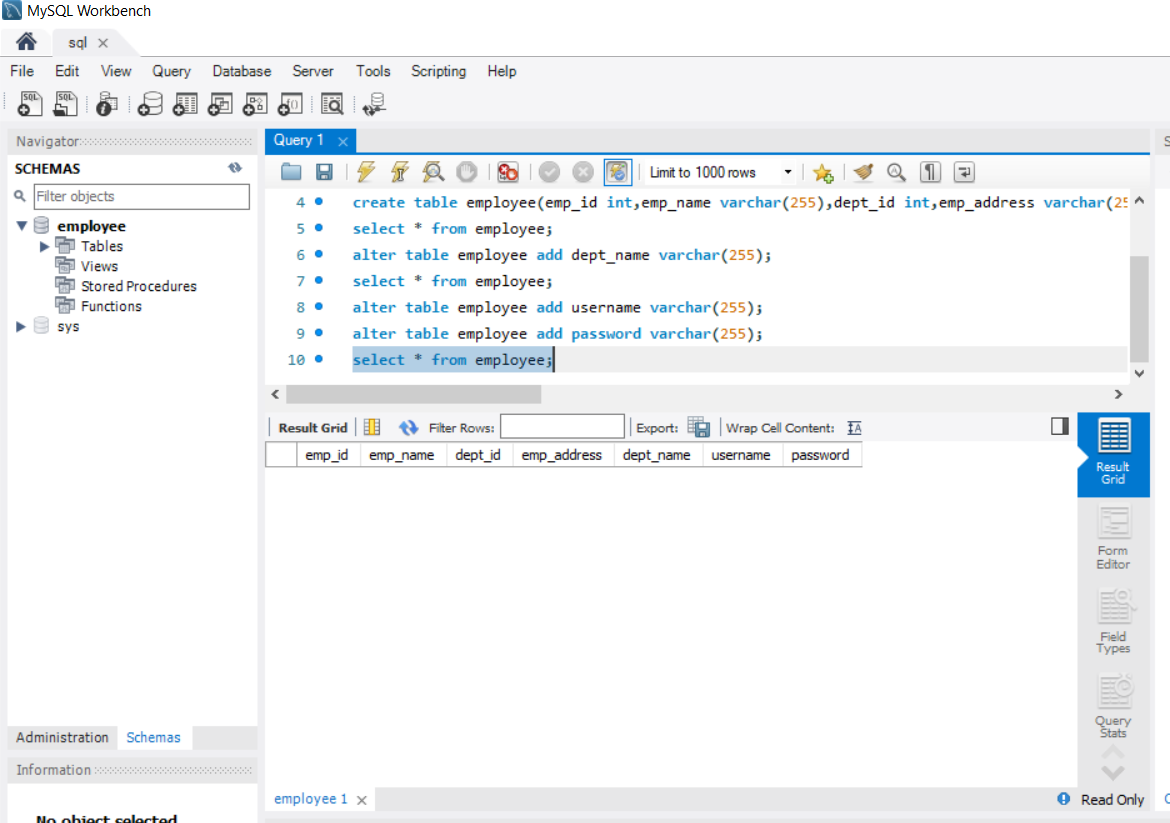 MySQL Workbench
sql
File Edit View Query Database Server Tools Scripting Help
Navigator
SCHEMAS
Filter objects
employee
Tables
Views
Stored Procedures
Functions
sys
Administration Schemas
Information
No object selected
Query 1
Limit to 1000 rows
4 create table employee(emp_id int,emp_name varchar(255),dept_id int,emp_address varchar(25
5 select * from employee;
6 alter table employee add dept_name varchar(255);
7 select * from employee;
8 alter table employee add username varchar(255);
9 alter table employee add password varchar(255);
10 select * from employee;
Result Grid Filter Rows: Export: Wrap Cell Content:
emp_id emp_name dept_id emp_address dept_name username password
Result
Grid
Form
Editor
Field
Types
Query
Stats
employee 1
Read Only